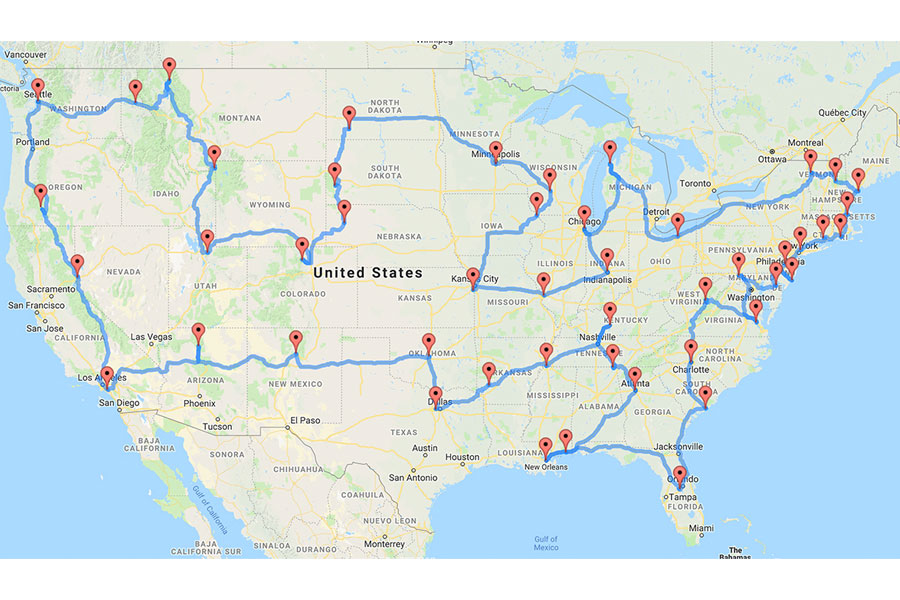 Winnipeg
Vancouver
Victoria
Seattle
WASHINGTON
Portland
OREGON
MONTANA
IDAHO
WYOMING
NORTH
DAKOTA
SOUTH
DAKOTA
MINNESOTA
Minneapolis
WISCONSIN
MICHIGAN
Québec City
Montreal
Ottawa
Toronto
MAINE
VERMONT
NEW
HAMPSHIRE
MASSACHUSETTS
NEW YORK
New York
Detroit
Chicago
IOWA
NEBRASKA
NEVADA
UTAH
COLORADO
United States
KANSAS
Kansas City
MISSOURI
ILLINOIS
INDIANA
Indianapolis
OHIO
PENNSYLVANIA
Philadelphia
MARYLAND
Washington
WEST
VIRGINIA
VIRGINIA
KENTUCKY
Nashville
TENNESSEE
NORTH
CAROLINA
Charlotte
SOUTH
CAROLINA
Atlanta
GEORGIA
ALABAMA
MISSISSIPPI
ARKANSAS
OKLAHOMA
Dallas
TEXAS
Austin
Houston
San Antonio
LOUISIANA
New Orleans
Jacksonville
Orlando
Tampa
FLORIDA
Miami
The
Bahamas
Gulf of
Mexico
Sacramento
San Francisco
San Jose
CALIFORNIA
Las Vegas
Los Angeles
San Diego
ARIZONA
Phoenix
Tucson
NEW MEXICO
El Paso
BAJA
CALIFORNIA
SONORA
CHIHUAHUA
COAHUILA
NUEVO LEON
Monterrey
Gulf of California
BAJA
CALIFORNIA SUR
SINALOA
DURANGO